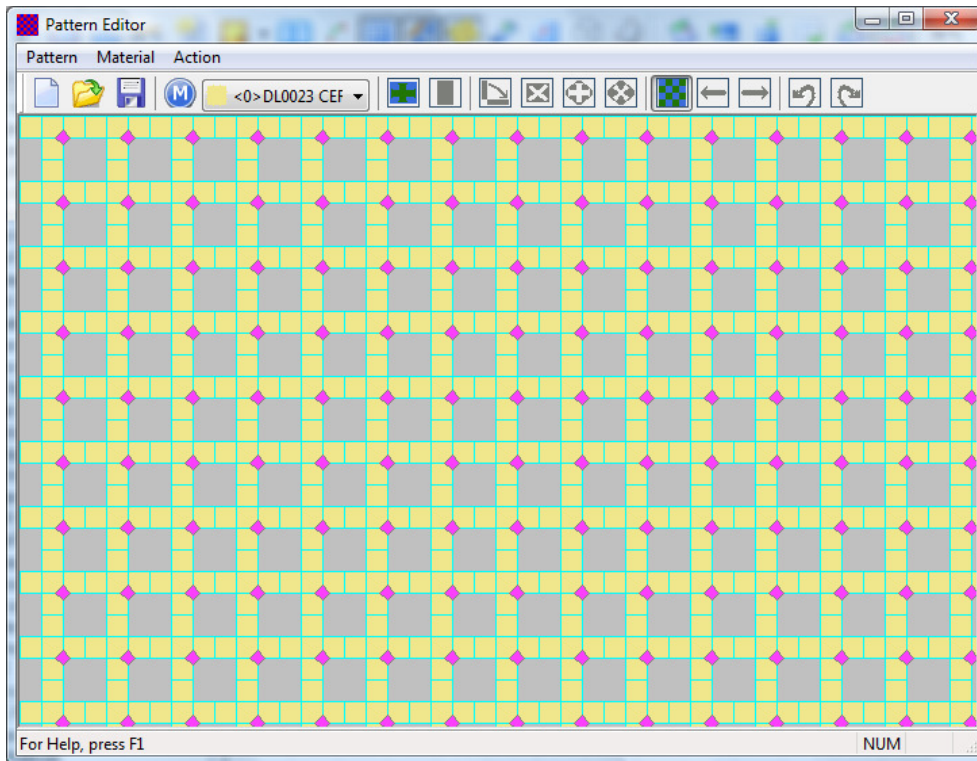 Pattern Editor
Pattern Material Action
M <0>DL0023 CEF
For Help, press F1 NUM